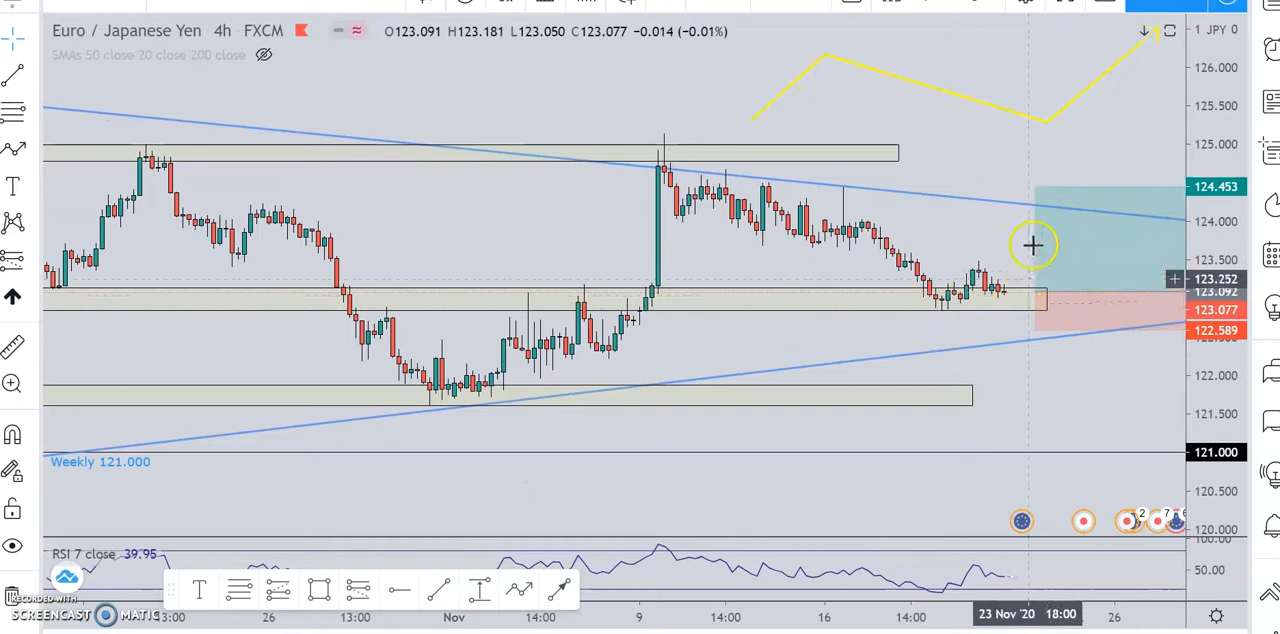 Euro / Japanese Yen 4h FXCM O123.091 H123.181 L123.050 C123.077 −0.014 (−0.01%)
SMAs 50 close 20 close 200 close
1 JPY 0
126.000
125.500
125.000
124.453
124.000
123.500
123.252
123.092
123.077
122.589
122.000
121.500
121.000
Weekly 121.000
120.500
120.000
2
7
100.00
RSI 7 close 39.95
50.00
T
RECORDED WITH
SCREENCAST MATIC
13:00
26
13:00
Nov
14:00
9
16
14:00
23 Nov '20 18:00
26